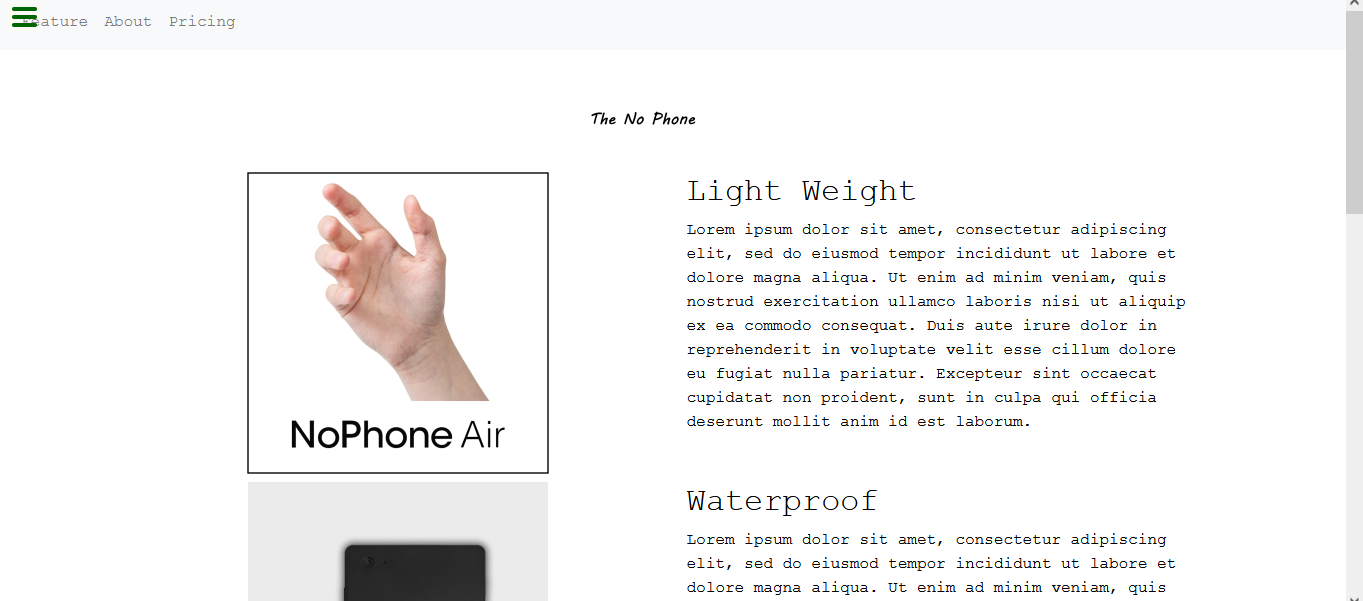 Feature About Pricing
The No Phone
NoPhone Air
Light Weight
Lorem ipsum dolor sit amet, consectetur adipiscing
elit, sed do eiusmod tempor incididunt ut labore et
dolore magna aliqua. Ut enim ad minim veniam, quis
nostrud exercitation ullamco laboris nisi ut aliquip
ex ea commodo consequat. Duis aute irure dolor in
reprehenderit in voluptate velit esse cillum dolore
eu fugiat nulla pariatur. Excepteur sint occaecat
cupidatat non proident, sunt in culpa qui officia
deserunt mollit anim id est laborum.
Waterproof
Lorem ipsum dolor sit amet, consectetur adipiscing
elit, sed do eiusmod tempor incididunt ut labore et
dolore magna aliqua. Ut enim ad minim veniam, quis